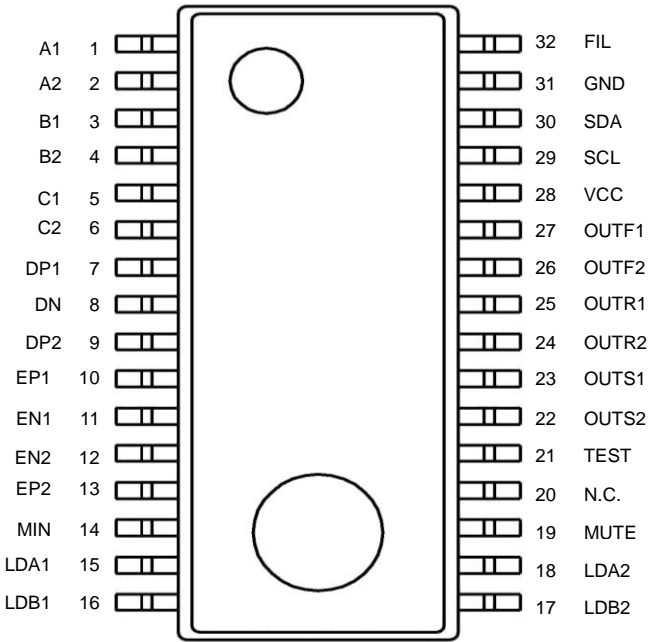 A1 1 32 FIL
A2 2 31 GND
B1 3 30 SDA
B2 4 29 SCL
C1 5 28 VCC
C2 6 27 OUTF1
DP1 7 26 OUTF2
DN 8 25 OUTR1
DP2 9 24 OUTR2
EP1 10 23 OUTS1
EN1 11 22 OUTS2
EN2 12 21 TEST
EP2 13 20 N.C.
MIN 14 19 MUTE
LDA1 15 18 LDA2
LDB1 16 17 LDB2